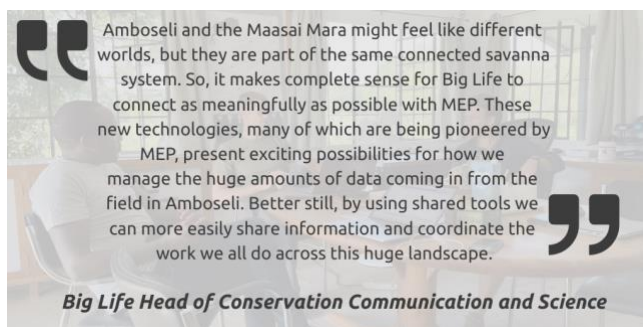 Amboseli and the Maasai Mara might feel like different
worlds, but they are part of the same connected savanna
system. So, it makes complete sense for Big Life to
connect as meaningfully as possible with MEP. These
new technologies, many of which are being pioneered by
MEP, present exciting possibilities for how we
manage the huge amounts of data coming in from the
field in Amboseli. Better still, by using shared tools we
can more easily share information and coordinate the
work we all do across this huge landscape.
Big Life Head of Conservation Communication and Science